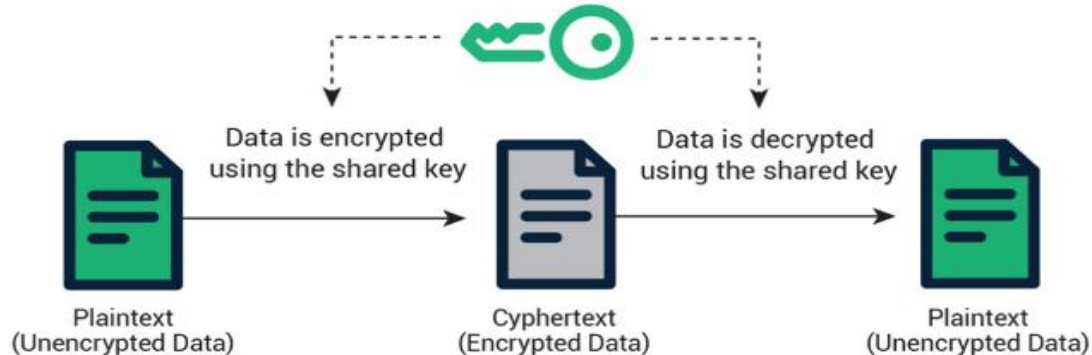 Data is encrypted
using the shared key
Data is decrypted
using the shared key
Plaintext
(Unencrypted Data)
Cyphertext
(Encrypted Data)
Plaintext
(Unencrypted Data)